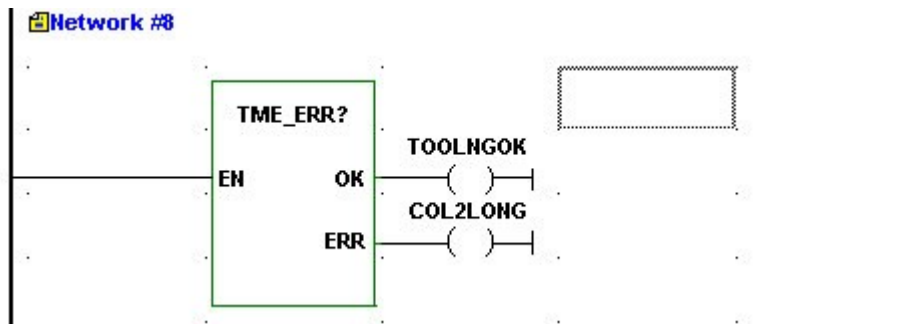 Network #8
TME_ERR?
TOOLNGOK
EN OK
COL2LONG
ERR